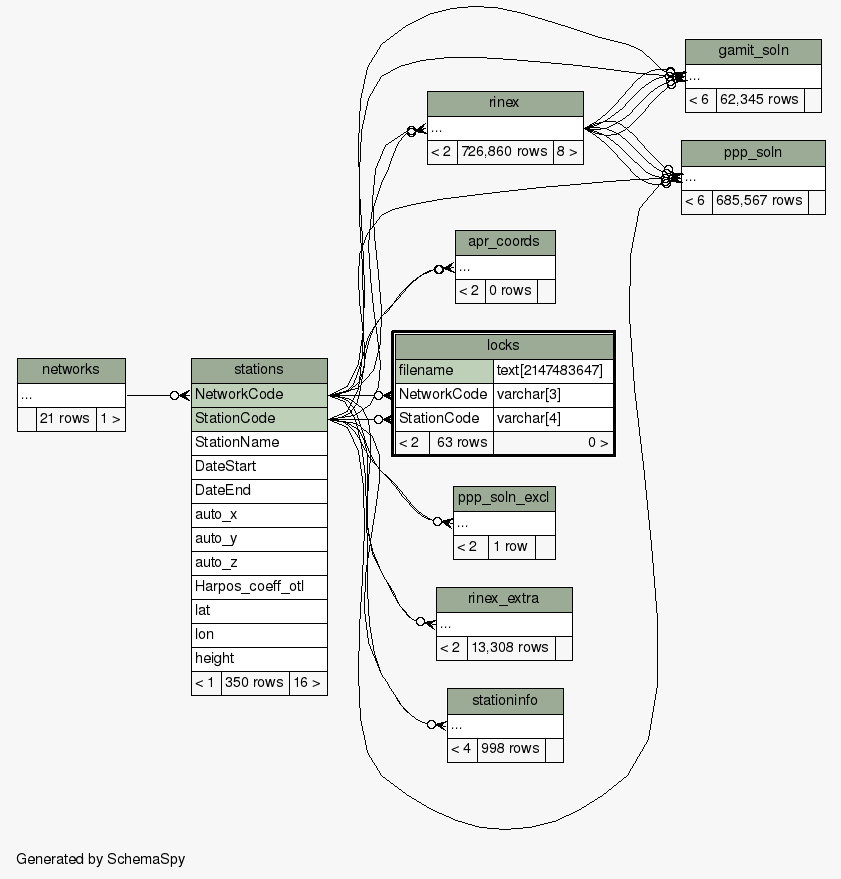 gamit_soln
...
< 6 62,345 rows
rinex
...
< 2 726,860 rows 8 >
ppp_soln
...
< 6 685,567 rows
apr_coords
...
< 2 0 rows
locks
filename text[2147483647]
NetworkCode varchar[3]
StationCode varchar[4]
< 2 63 rows 0 >
networks
...
21 rows 1 >
stations
NetworkCode
StationCode
StationName
DateStart
DateEnd
auto_x
auto_y
auto_z
Harpos_coeff_otl
lat
lon
height
< 1 350 rows 16 >
ppp_soln_excl
...
< 2 1 row
rinex_extra
...
< 2 13,308 rows
stationinfo
...
< 4 998 rows
Generated by SchemaSpy